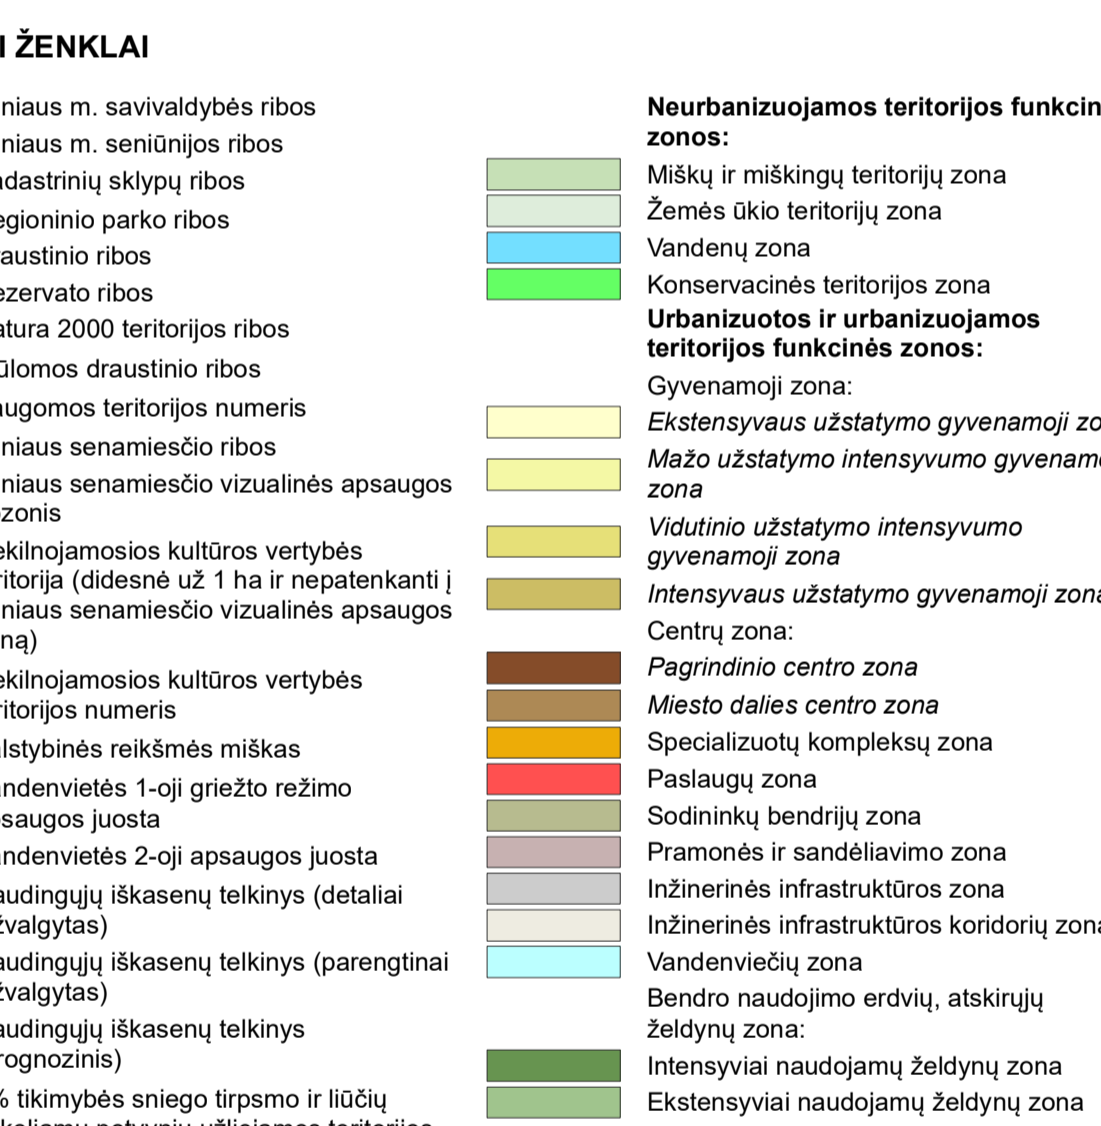 I ŽENKLAI
niaus m. savivaldybės ribos
niaus m. seniūnijos ribos
adastrinių sklypų ribos
egioninio parko ribos
raustinio ribos
ezervato ribos
atura 2000 teritorijos ribos
ūlomos draustinio ribos
augomos teritorijos numeris
niaus senamiesčio ribos
niaus senamiesčio vizualinės apsaugos
ozonis
ekilnojamosios kultūros vertybės
ritorija (didesnė už 1 ha ir nepatenkanti į
niaus senamiesčio vizualinės apsaugos
ną)
ekilnojamosios kultūros vertybės
ritorijos numeris
alstybinės reikšmės miškas
andenvietės 1-oji griežto režimo
osaugos juosta
andenvietės 2-oji apsaugos juosta
audingųjų iškasenų telkinys (detaliai
žvalgytas)
audingųjų iškasenų telkinys (parengtinai
žvalgytas)
audingųjų iškasenų telkinys
rognozinis)
% tikimybės sniego tirpsmo ir liūčių
Neurbanizuojamos teritorijos funkcin
zonos:
Miškų ir miškingų teritorijų zona
Žemės ūkio teritorijų zona
Vandenų zona
Konservacinės teritorijos zona
Urbanizuotos ir urbanizuojamos
teritorijos funkcinės zonos:
Gyvenamoji zona:
Ekstensyvaus užstatymo gyvenamoji zo
Mažo užstatymo intensyvumo gyvenam
zona
Vidutinio užstatymo intensyvumo
gyvenamoji zona
Intensyvaus užstatymo gyvenamoji zona
Centrų zona:
Pagrindinio centro zona
Miesto dalies centro zona
Specializuotų kompleksų zona
Paslaugų zona
Sodininkų bendrijų zona
Pramonės ir sandėliavimo zona
Inžinerinės infrastruktūros zona
Inžinerinės infrastruktūros koridorių zona
Vandenviečių zona
Bendro naudojimo erdvių, atskirųjų
želdynų zona:
Intensyviai naudojamų želdynų zona
Ekstensyviai naudojamų želdynų zona